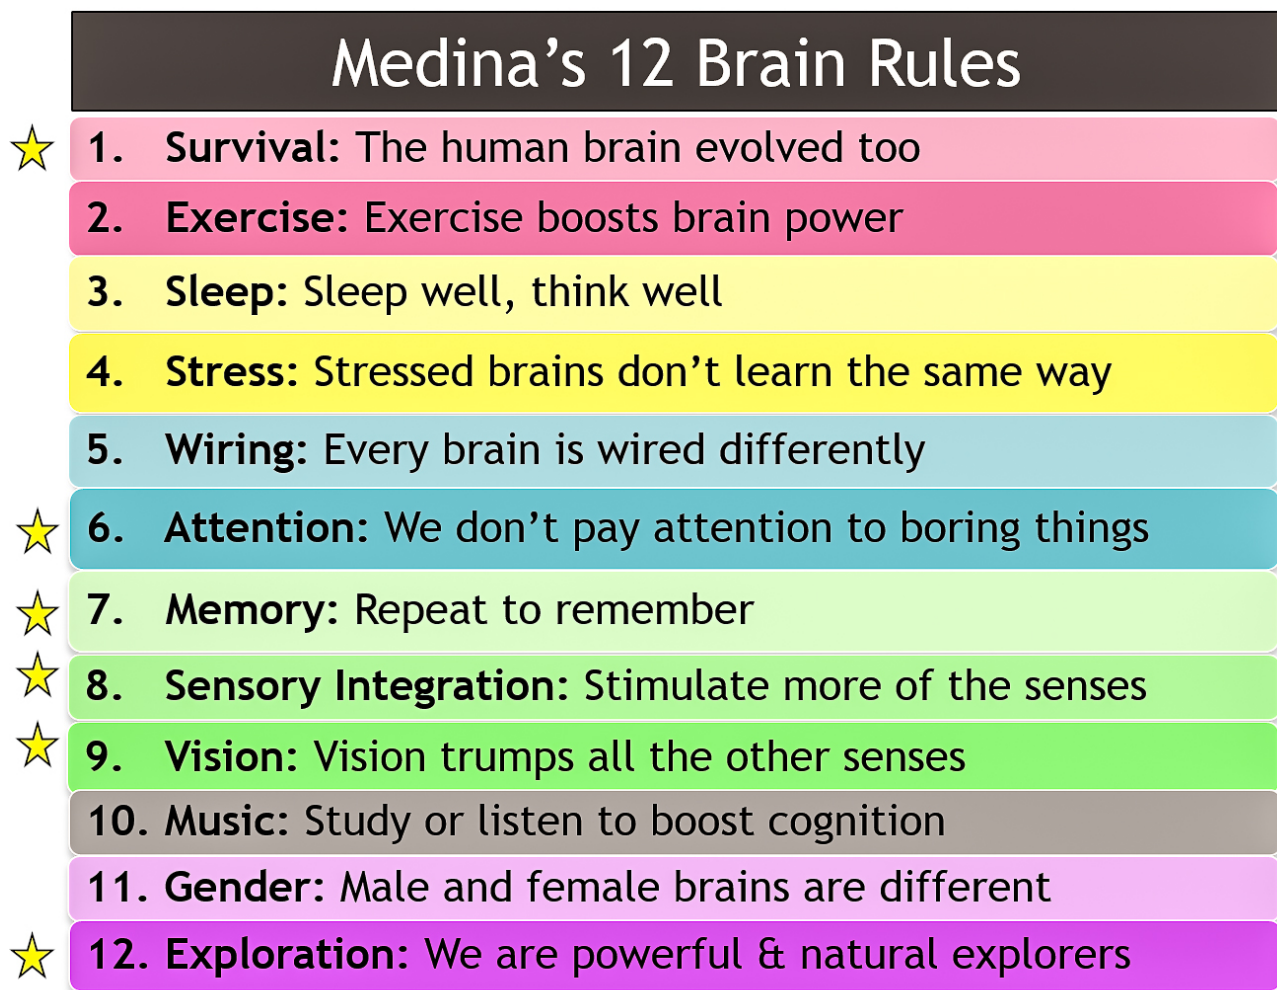 Medina’s 12 Brain Rules
1. Survival: The human brain evolved too
2. Exercise: Exercise boosts brain power
3. Sleep: Sleep well, think well
4. Stress: Stressed brains don’t learn the same way
5. Wiring: Every brain is wired differently
6. Attention: We don’t pay attention to boring things
7. Memory: Repeat to remember
8. Sensory Integration: Stimulate more of the senses
9. Vision: Vision trumps all the other senses
10. Music: Study or listen to boost cognition
11. Gender: Male and female brains are different
12. Exploration: We are powerful & natural explorers